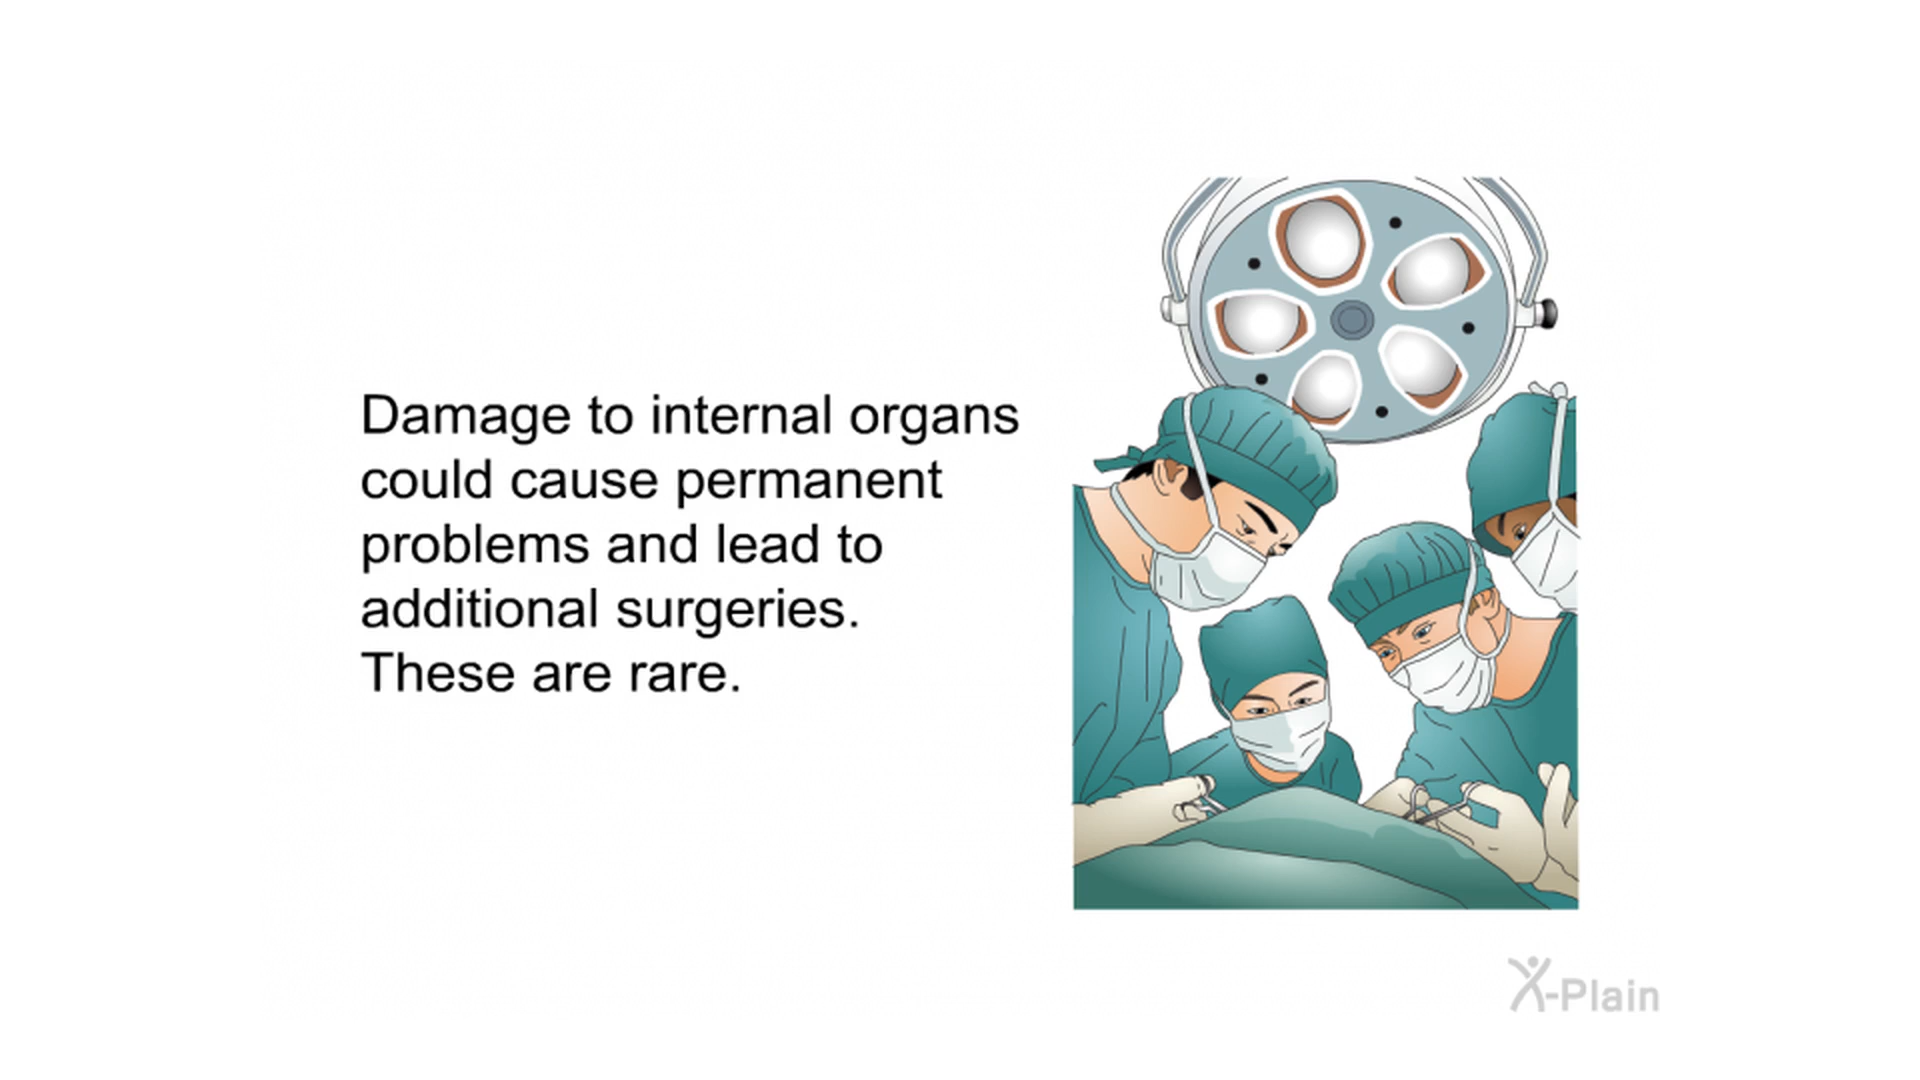 Damage to internal organs
could cause permanent
problems and lead to
additional surgeries.
These are rare.
X-Plain